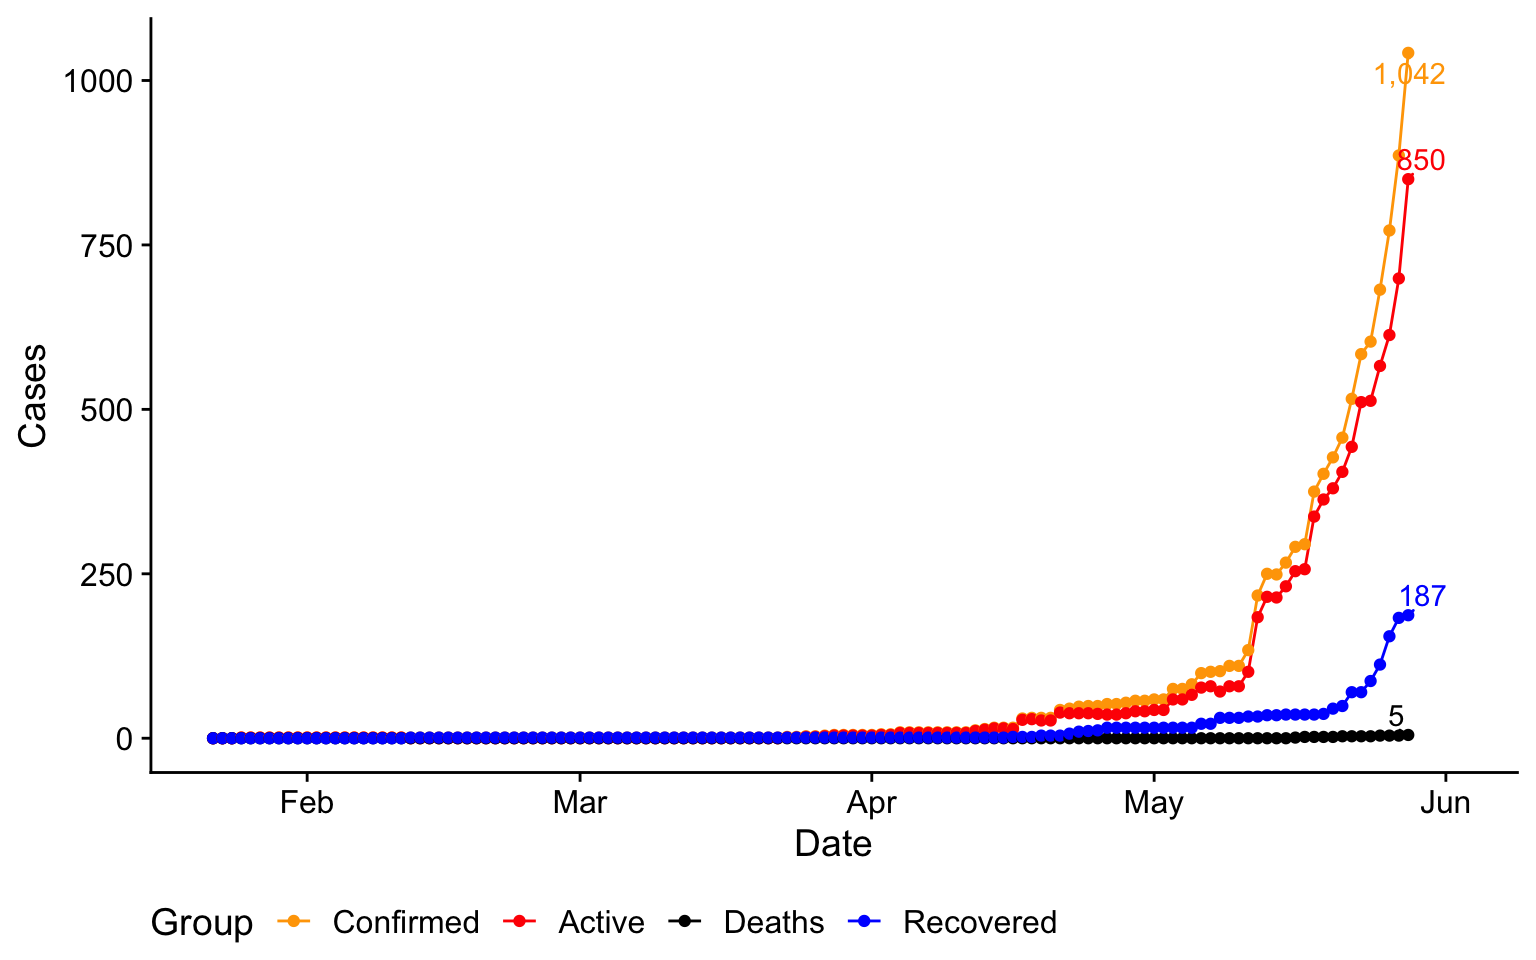 1000
750
500
250
0
Cases
1,042
850
187
5
Feb Mar Apr May Jun
Date
Group Confirmed Active Deaths Recovered